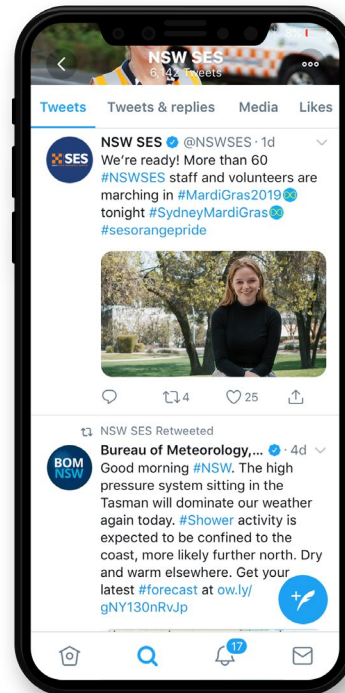 NSW SES
6,142 Tweets
Tweets Tweets & replies Media Likes
NSW SES @NSWSES · 1d
SES
We're ready! More than 60
#NSWSES staff and volunteers are
marching in #MardiGras2019
tonight #SydneyMardiGras
#sesorangepride
4 25
NSW SES Retweeted
Bureau of Meteorology,... · 4d
BOM
NSW
Good morning #NSW. The high
pressure system sitting in the
Tasman will dominate our weather
again today. #Shower activity is
expected to be confined to the
coast, more likely further north. Dry
and warm elsewhere. Get your
latest #forecast at ow.ly/
gNY130nRvJp
17